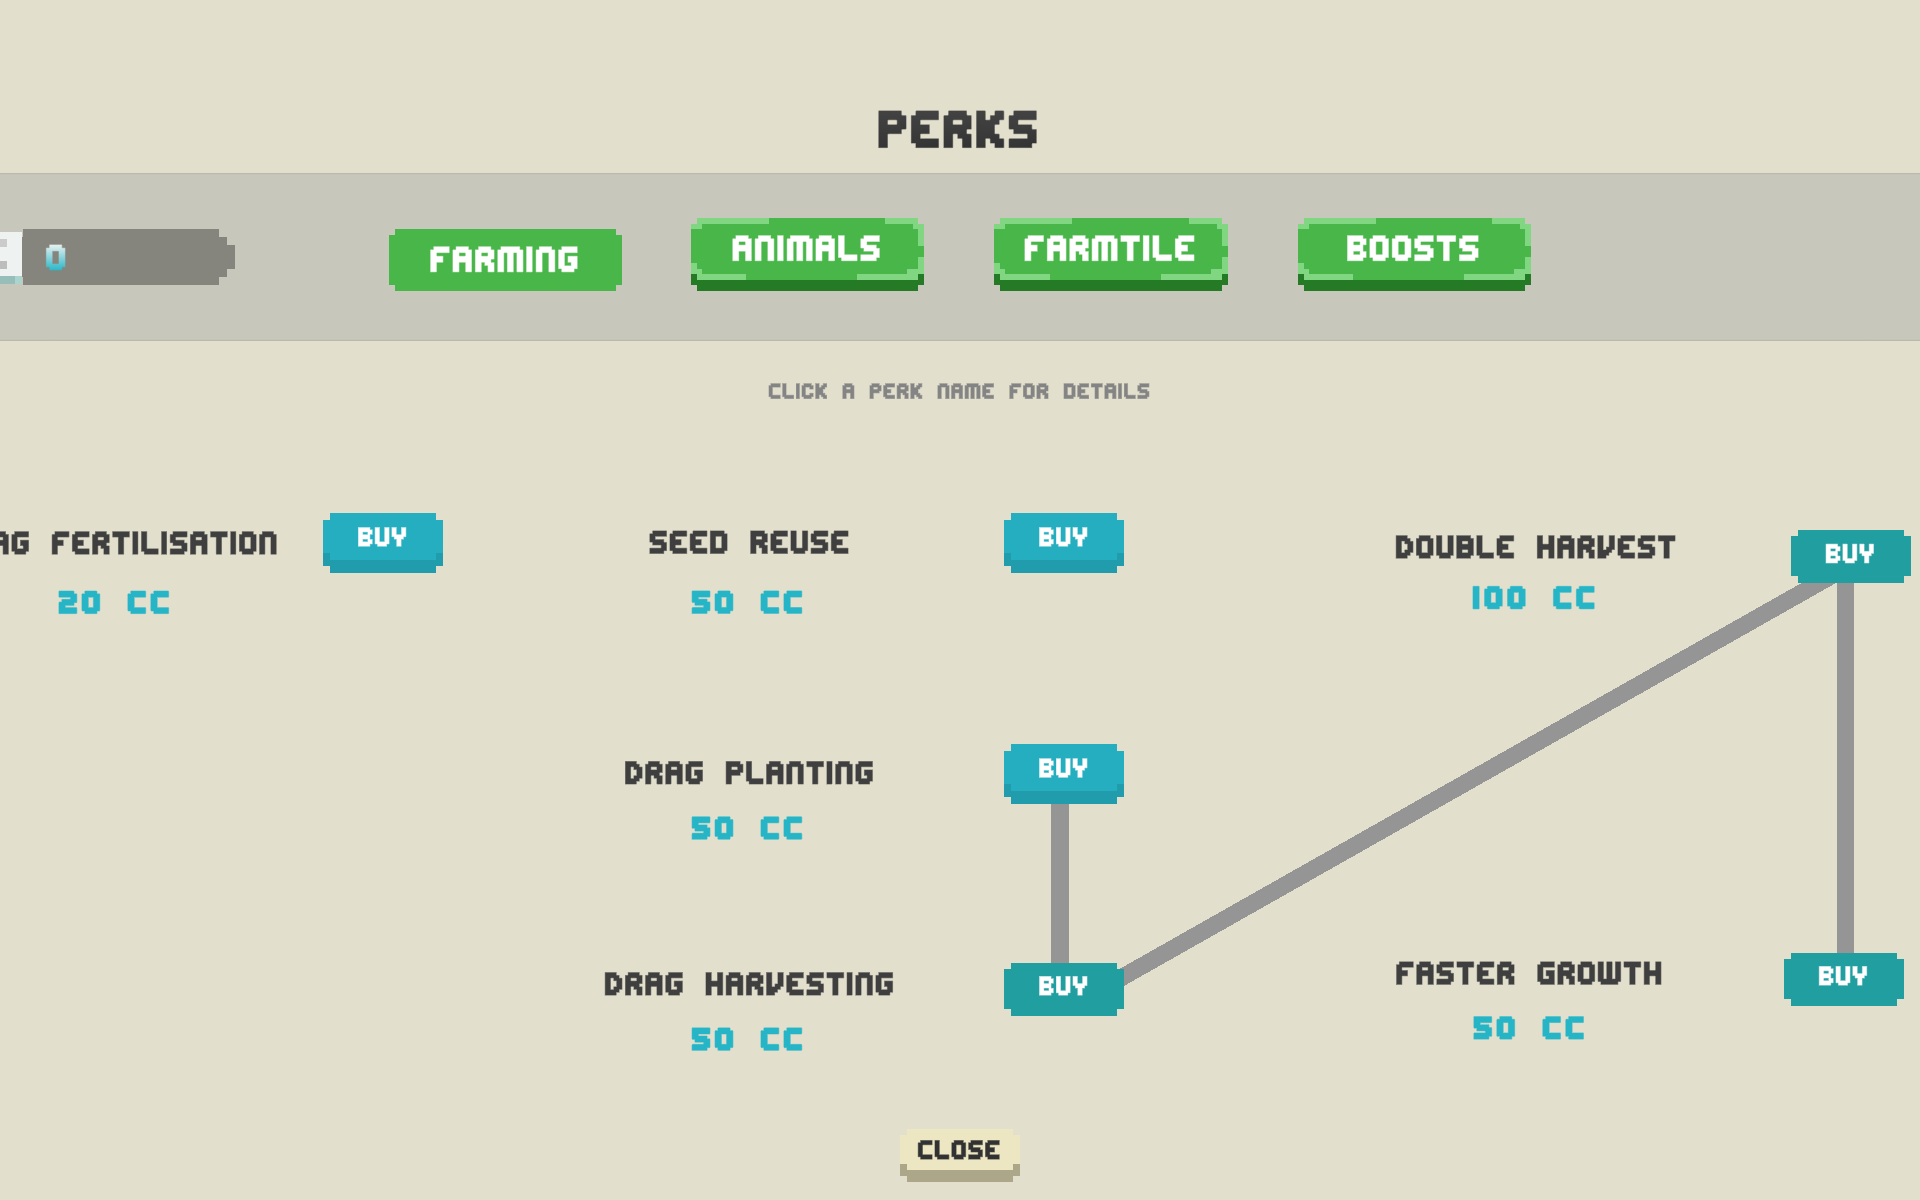 PERKS
0
FARMING
ANIMALS
FARMTILE
BOOSTS
CLICK A PERK NAME FOR DETAILS
AG FERTILISATION
BUY
20 CC
SEED REUSE
BUY
50 CC
DOUBLE HARVEST
BUY
100 CC
DRAG PLANTING
BUY
50 CC
DRAG HARVESTING
BUY
50 CC
FASTER GROWTH
BUY
50 CC
CLOSE